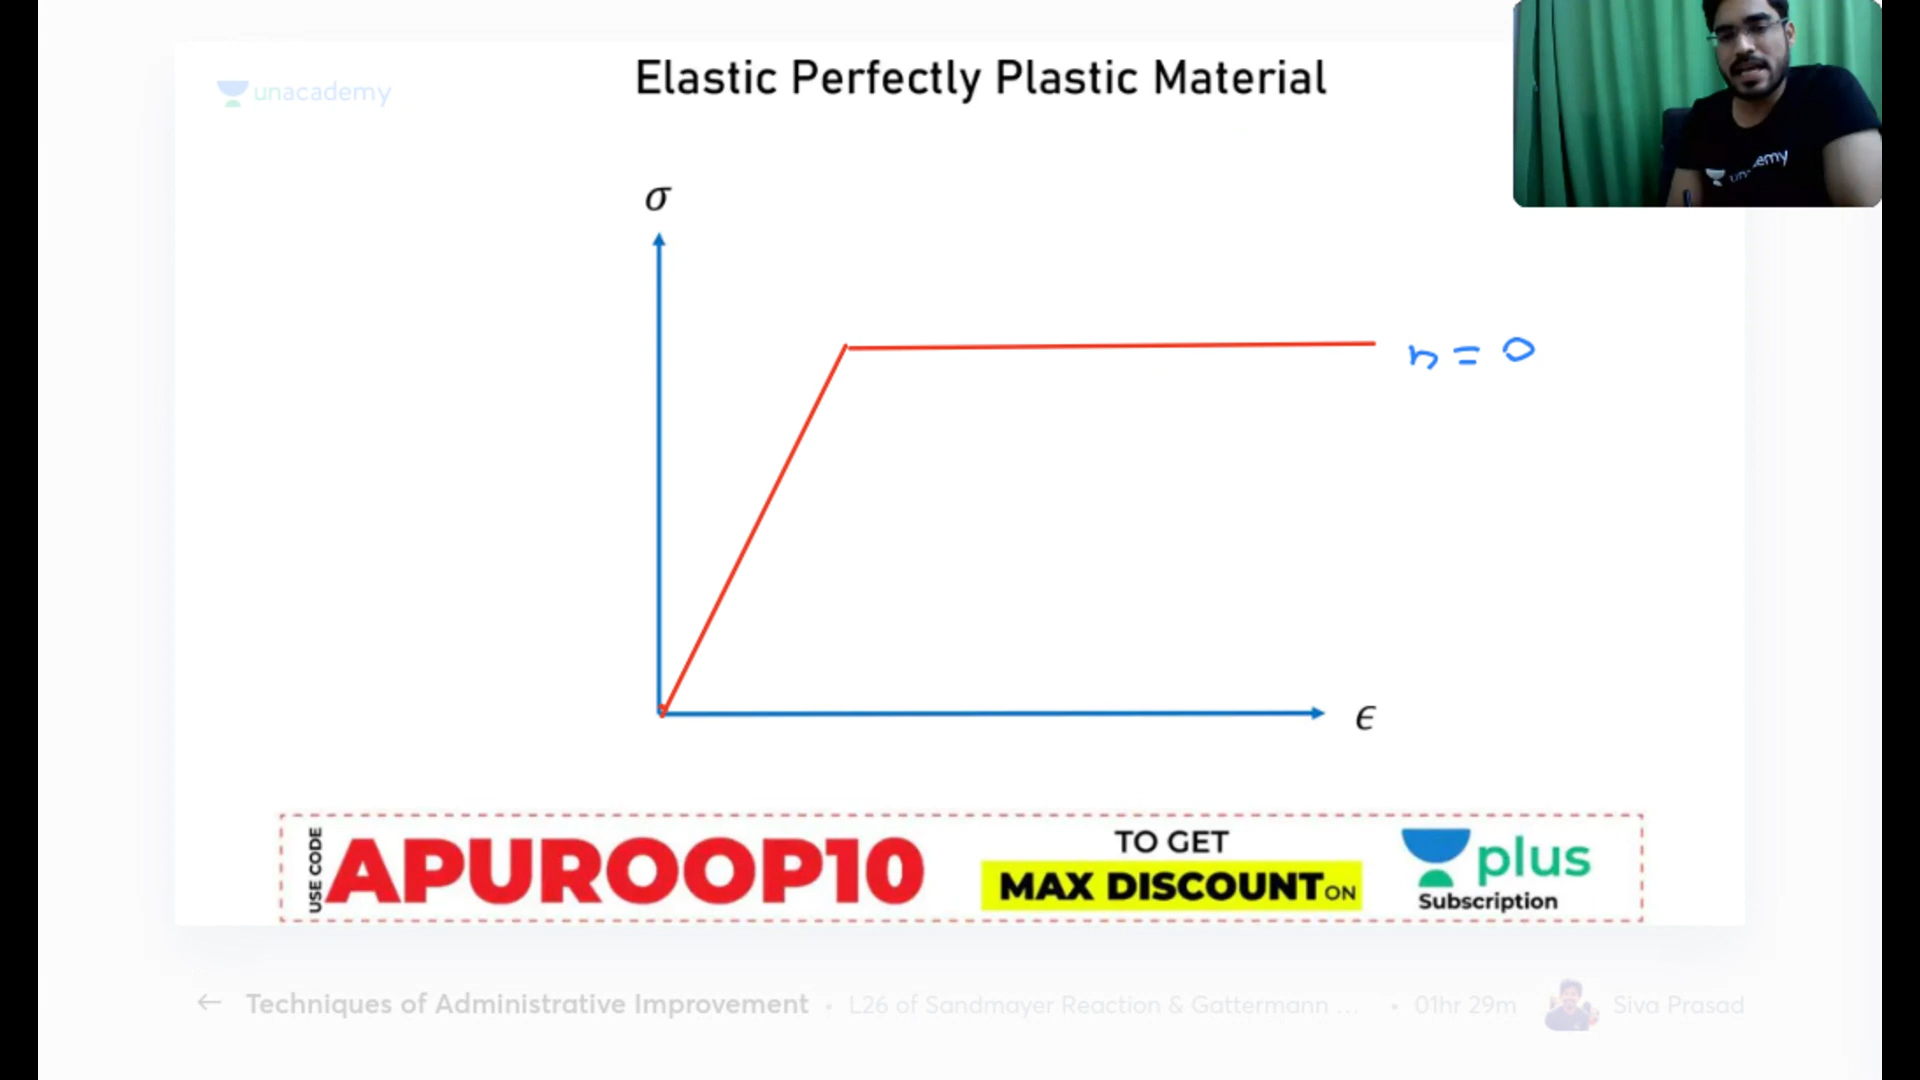 unacademy
Elastic Perfectly Plastic Material
σ
n = 0
ϵ
USE CODE
APUROOP10
TO GET
MAX DISCOUNT ON
plus
Subscription
← Techniques of Administrative Improvement • L26 of Sandmayer Reaction & Gattermann ... • 01hr 29m Siva Prasad